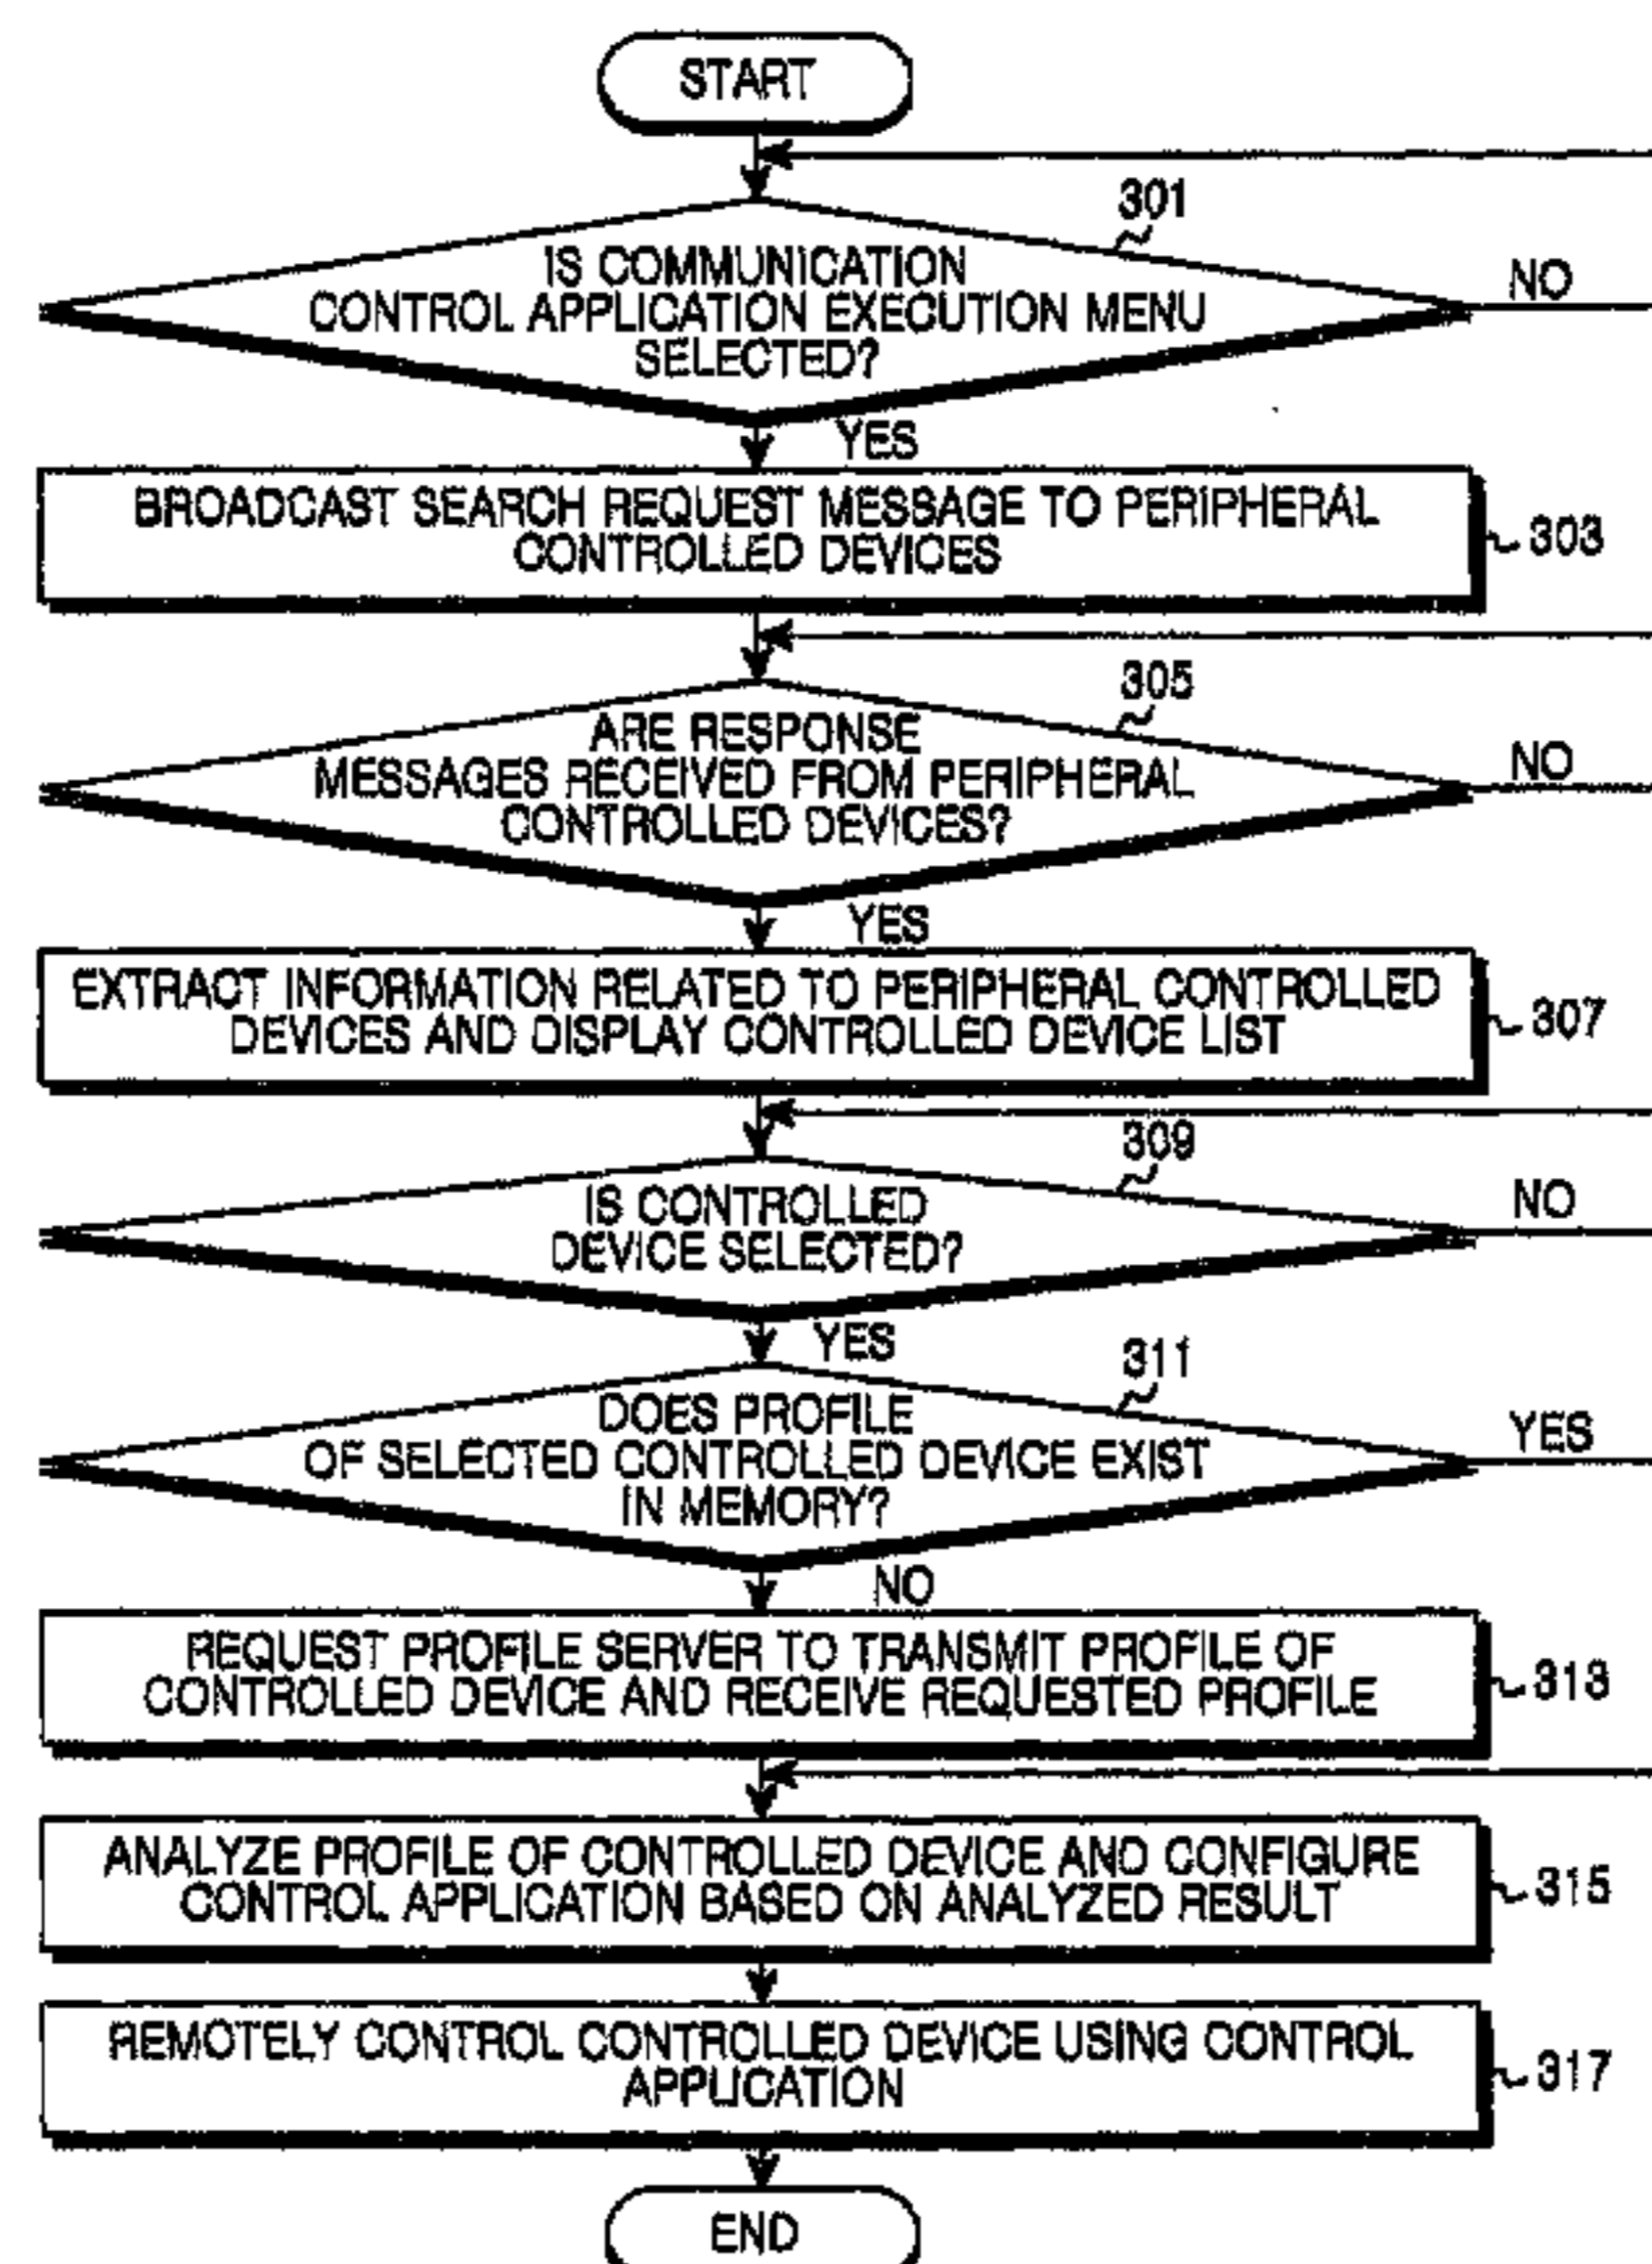 START
301
IS COMMUNICATION
CONTROL APPLICATION EXECUTION MENU
SELECTED?
NO
YES
BROADCAST SEARCH REQUEST MESSAGE TO PERIPHERAL
CONTROLLED DEVICES
303
305
ARE RESPONSE
MESSAGES RECEIVED FROM PERIPHERAL
CONTROLLED DEVICES?
NO
YES
EXTRACT INFORMATION RELATED TO PERIPHERAL CONTROLLED
DEVICES AND DISPLAY CONTROLLED DEVICE LIST
307
309
IS CONTROLLED
DEVICE SELECTED?
NO
YES
311
DOES PROFILE
OF SELECTED CONTROLLED DEVICE EXIST
IN MEMORY?
YES
NO
REQUEST PROFILE SERVER TO TRANSMIT PROFILE OF
CONTROLLED DEVICE AND RECEIVE REQUESTED PROFILE
313
ANALYZE PROFILE OF CONTROLLED DEVICE AND CONFIGURE
CONTROL APPLICATION BASED ON ANALYZED RESULT
315
REMOTELY CONTROL CONTROLLED DEVICE USING CONTROL
APPLICATION
317
END